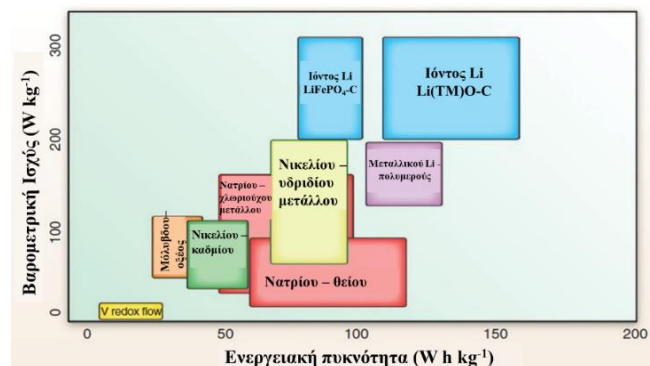 300
200
100
0
Βαρομετρική Ισχύς (W kg-1)
Ιόντος Li
LiFePO4-C
Ιόντος Li
Li(TM)O-C
Νικελίου –
υδριδίου
μετάλλου
Μεταλλικού Li -
πολυμερούς
Νατρίου –
χλωριούχου
μετάλλου
Μόλυβδου–
οξέος
Νικελίου –
καδμίου
Νατρίου – θείου
V redox flow
0
50
100
150
200
Ενεργειακή πυκνότητα (W h kg-1)